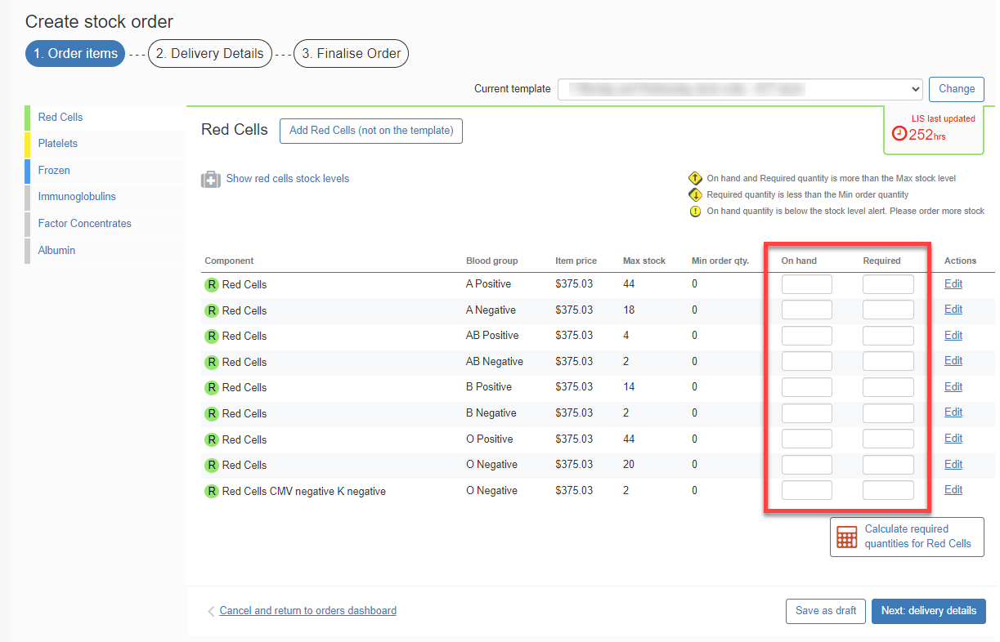 Create stock order
1. Order items - - - 2. Delivery Details - - - 3. Finalise Order
Current template
Change
Red Cells
Platelets
Frozen
Immunoglobulins
Factor Concentrates
Albumin
Red Cells Add Red Cells (not on the template)
LIS last updated
252hrs
Show red cells stock levels
On hand and Required quantity is more than the Max stock level
Required quantity is less than the Min order quantity
! On hand quantity is below the stock level alert. Please order more stock
Component Blood group Item price Max stock Min order qty. On hand Required Actions
R Red Cells A Positive $375.03 44 0 Edit
R Red Cells A Negative $375.03 18 0 Edit
R Red Cells AB Positive $375.03 4 0 Edit
R Red Cells AB Negative $375.03 2 0 Edit
R Red Cells B Positive $375.03 14 0 Edit
R Red Cells B Negative $375.03 2 0 Edit
R Red Cells O Positive $375.03 44 0 Edit
R Red Cells O Negative $375.03 20 0 Edit
R Red Cells CMV negative K negative O Negative $375.03 2 0 Edit
Calculate required
quantities for Red Cells
Cancel and return to orders dashboard Save as draft Next: delivery details